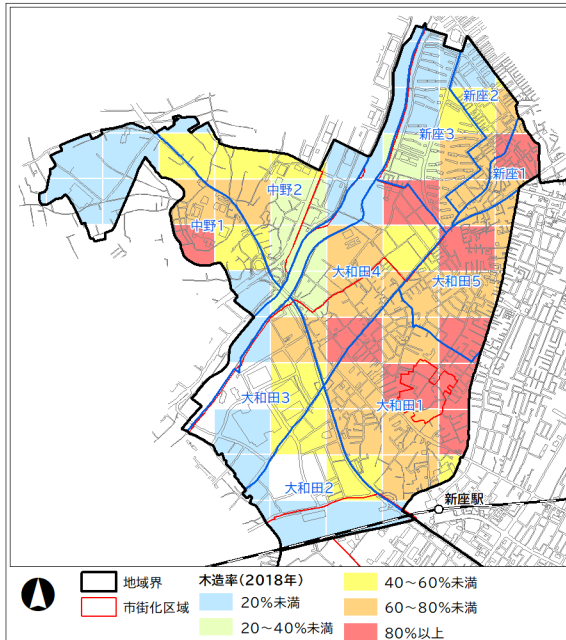 新座2
新座3
新座1
中野2
中野1
大和田4
大和田5
大和田3
大和田1
大和田2
新座駅
地域界
市街化区域
木造率(2018年)
20%未満
20～40%未満
40～60%未満
60～80%未満
80%以上